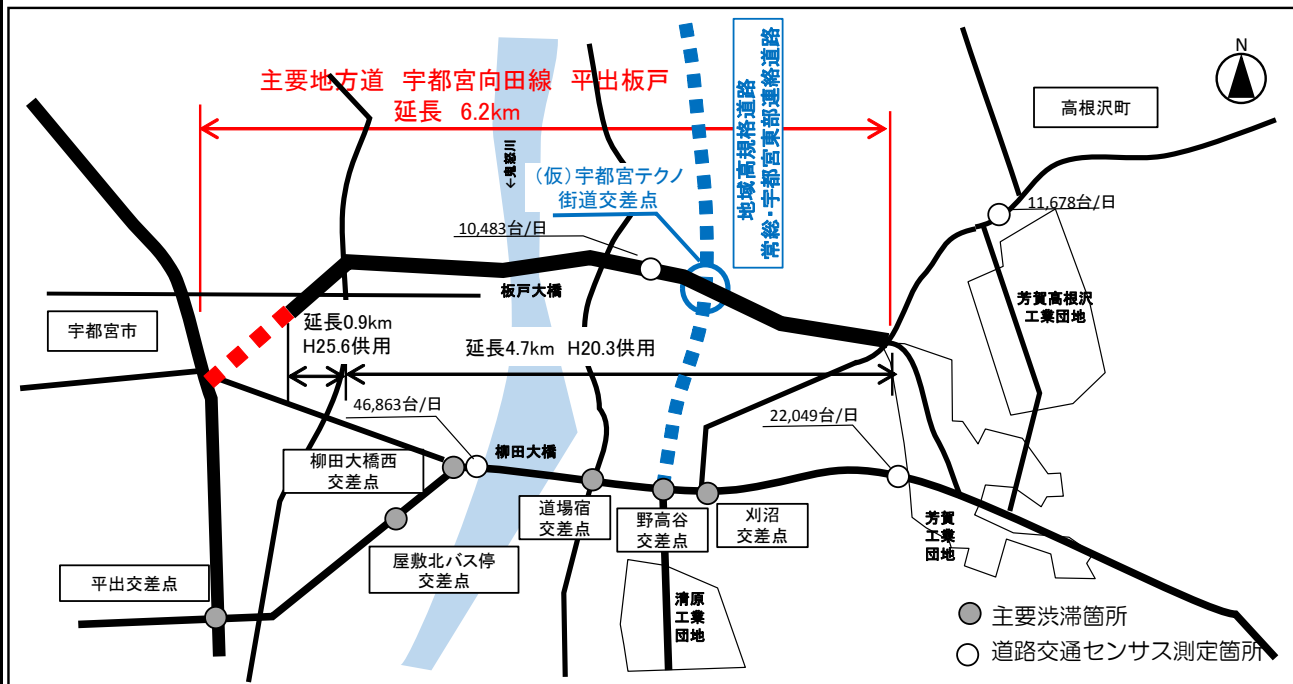 主要地方道 宇都宮向田線 平出板戸
延長 6.2km
N
高根沢町
←鬼怒川
地域高規格道路
常総・宇都宮東部連絡道路
(仮)宇都宮テクノ
街道交差点
11,678台/日
10,483台/日
板戸大橋
芳賀高根沢
工業団地
宇都宮市
延長0.9km
H25.6供用
延長4.7km H20.3供用
46,863台/日
22,049台/日
柳田大橋
柳田大橋西
交差点
道場宿
交差点
野高谷
交差点
刈沼
交差点
芳賀
工業
団地
屋敷北バス停
交差点
平出交差点
清原
工業
団地
主要渋滞箇所
道路交通センサス測定箇所